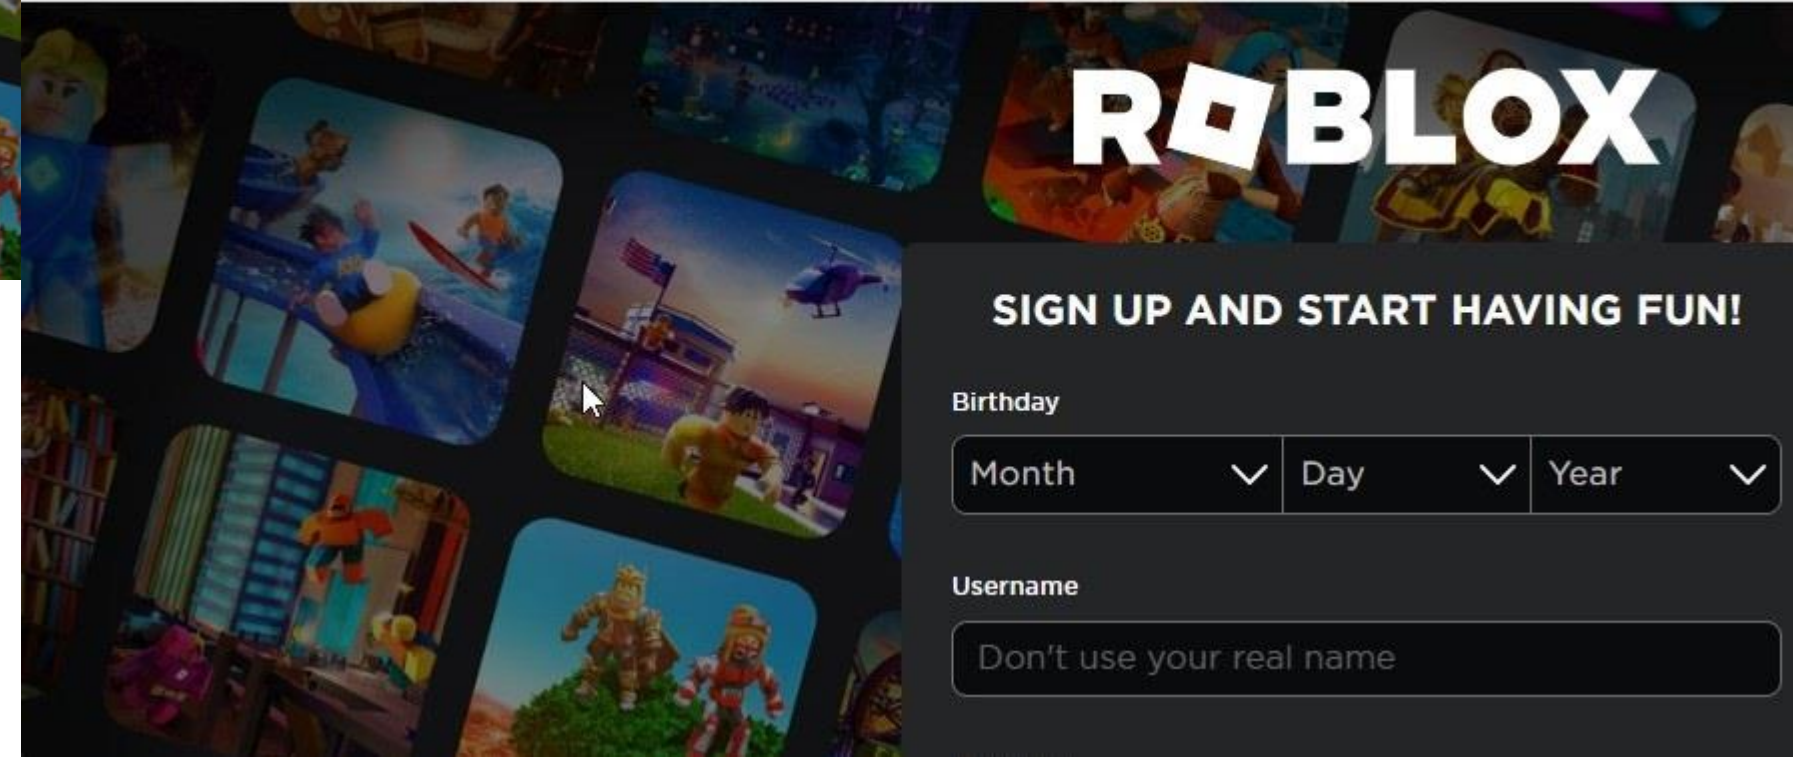 ROBLOX
SIGN UP AND START HAVING FUN!
Birthday
Month Day Year
Username
Don't use your real name